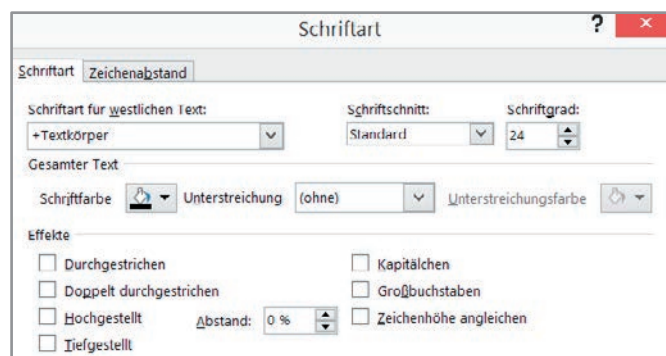 Schriftart ?
Schriftart Zeichenabstand
Schriftart für westlichen Text: Schriftschnitt: Schriftgrad:
+Textkörper Standard 24
Gesamter Text
Schriftfarbe Unterstreichung (ohne) Unterstreichungsfarbe
Effekte
Durchgestrichen Kapitälchen
Doppelt durchgestrichen Großbuchstaben
Hochgestellt Abstand: 0 % Zeichenhöhe angleichen
Tiefgestellt